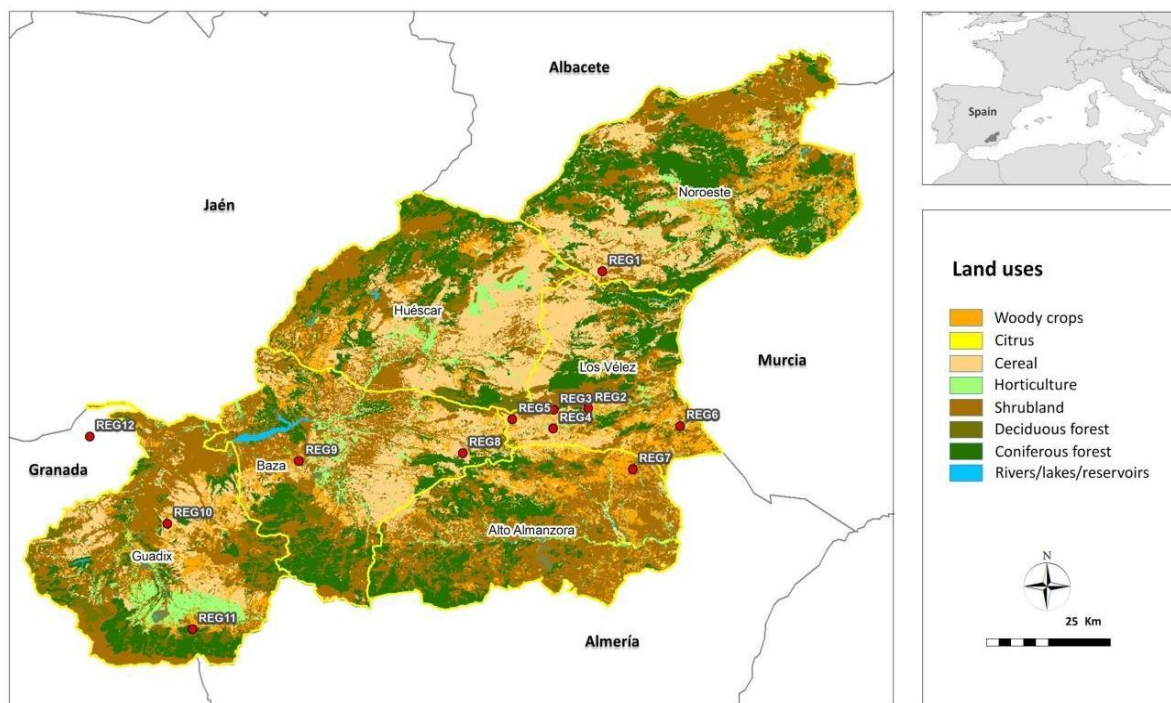 Albacete
Jaén
Noroeste
REG1
Huéscar
Murcia
Los Vélez
REG3
REG2
REG5
REG4
REG6
REG12
REG8
REG9
REG7
Granada
Baza
REG10
Alto Almanzora
Guadix
REG11
Almería
Spain
Land uses
Woody crops
Citrus
Cereal
Horticulture
Shrubland
Deciduous forest
Coniferous forest
Rivers/lakes/reservoirs
N
25 Km